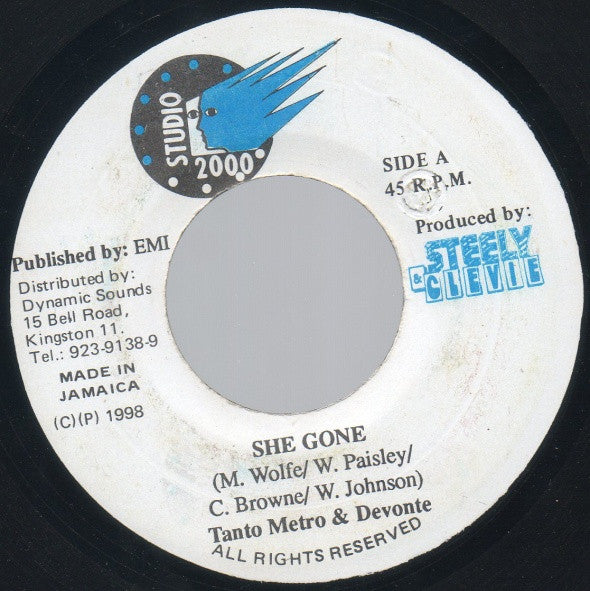 STUDIO
2000
SIDE A
45 R.P.M.
Produced by:
STEELY
& CLEVIE
Published by: EMI
Distributed by:
Dynamic Sounds
15 Bell Road,
Kingston 11.
Tel.: 923-9138-9
MADE IN
JAMAICA
(C)(P) 1998
SHE GONE
(M. Wolfe/ W. Paisley/
C. Browne/ W. Johnson)
Tanto Metro & Devonte
ALL RIGHTS RESERVED